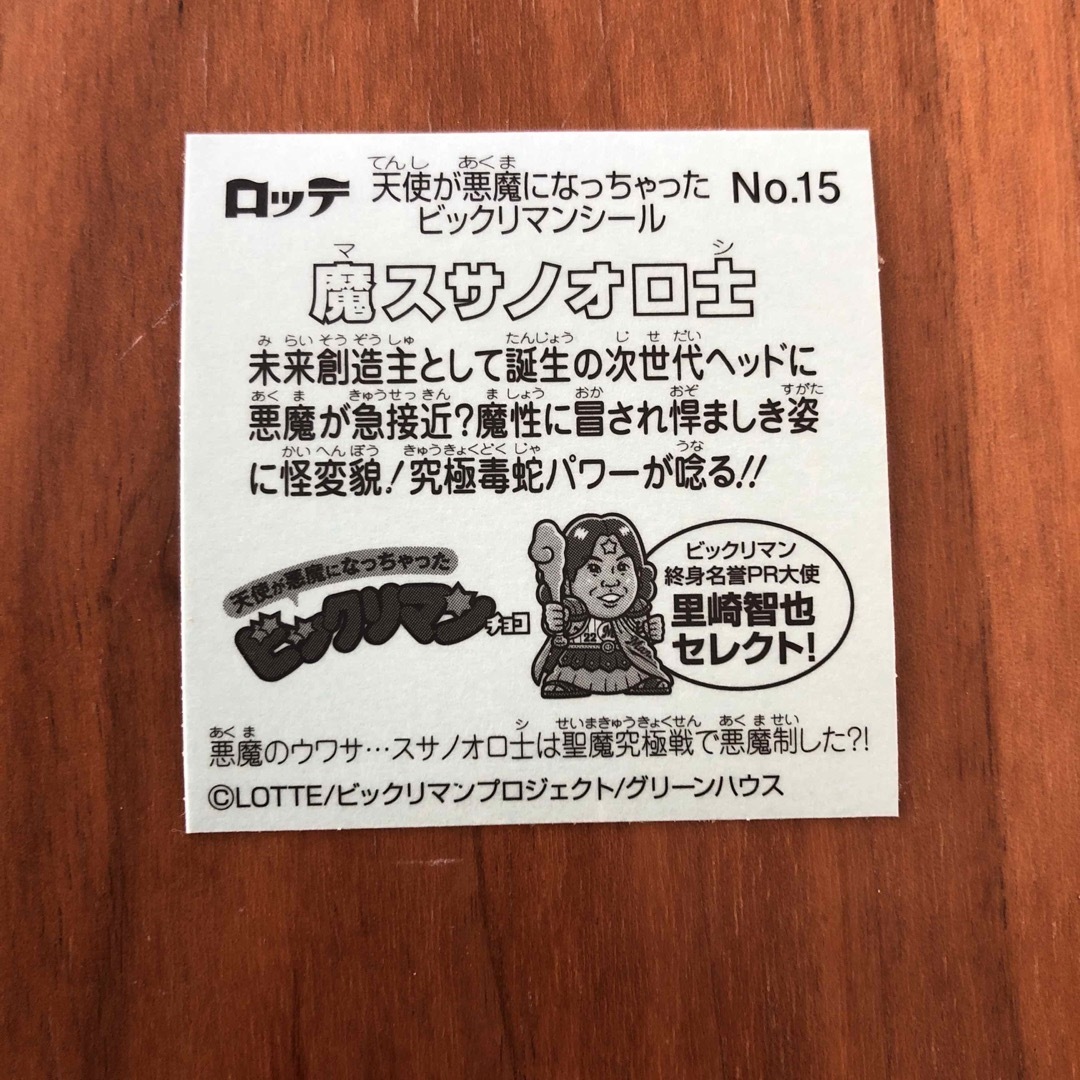 ロッテ 天使が悪魔になっちゃった No.15
てんし あくま
ビックリマンシール
マ シ
魔スサノオロ士
み らい そう ぞう しゅ たんじょう じ せ だい
未来創造主として誕生の次世代ヘッドに
あく ま きゅうせっ きん ま しょう おか おぞ すがた
悪魔が急接近?魔性に冒され悍ましき姿
かい へん ぼう きゅうきょくどく じゃ うな
に怪変貌!究極毒蛇パワーが唸る!!
天使が悪魔になっちゃった
ビックリマンチョコ
22
ビックリマン
終身名誉PR大使
里崎智也
セレクト!
あく ま シ せいまきゅうきょくせん あく ま せい
悪魔のウワサ…スサノオロ士は聖魔究極戦で悪魔制した?!
©LOTTE/ビックリマンプロジェクト/グリーンハウス